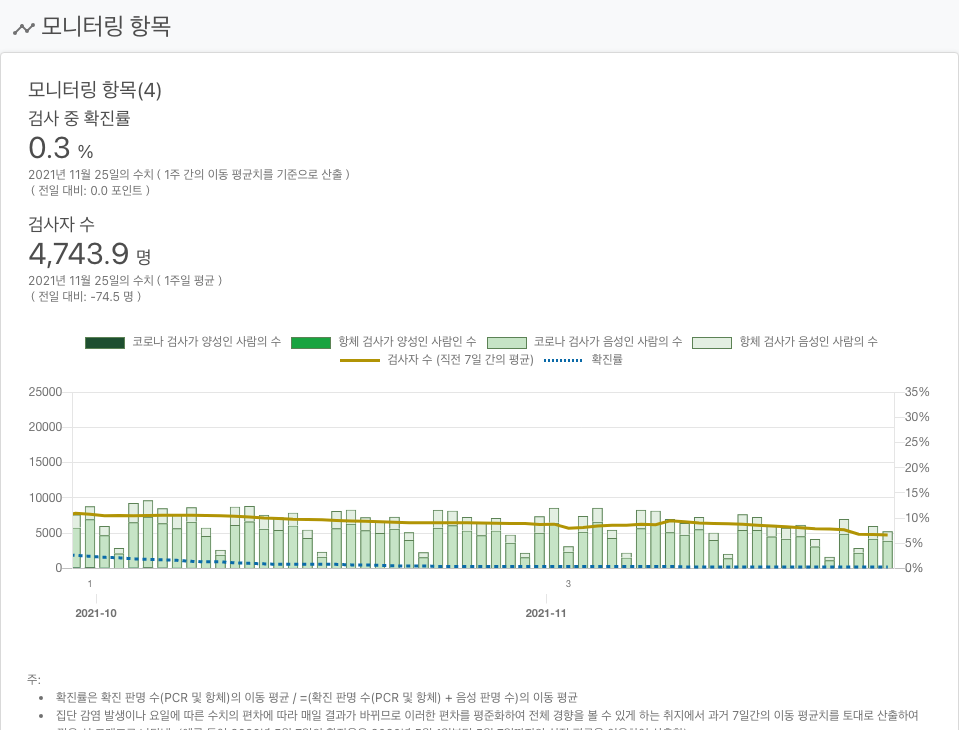 모니터링 항목
모니터링 항목(4)
검사 중 확진률
0.3 %
2021년 11월 25일의 수치 ( 1주 간의 이동 평균치를 기준으로 산출 )
( 전일 대비: 0.0 포인트 )
검사자 수
4,743.9 명
2021년 11월 25일의 수치 ( 1주일 평균 )
( 전일 대비: -74.5 명 )
코로나 검사가 양성인 사람의 수 항체 검사가 양성인 사람인 수 코로나 검사가 음성인 사람의 수 항체 검사가 음성인 사람의 수
검사자 수 (직전 7일 간의 평균) 확진률
25000 35%
30%
20000
25%
15000
20%
15%
10000
10%
5000
5%
0 0%
1 3
2021-10 2021-11
주:
확진률은 확진 판명 수(PCR 및 항체)의 이동 평균 / =(확진 판명 수(PCR 및 항체) + 음성 판명 수)의 이동 평균
집단 감염 발생이나 요일에 따른 수치의 편차에 따라 매일 결과가 바뀌므로 이러한 편차를 평준화하여 전체 경향을 볼 수 있게 하는 취지에서 과거 7일간의 이동 평균치를 토대로 산출하여